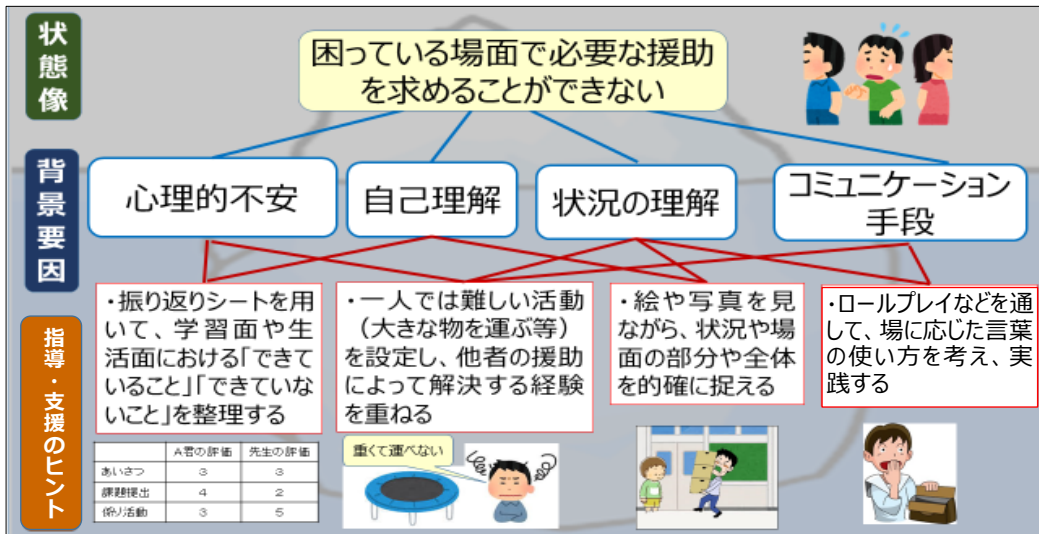 状態像
困っている場面で必要な援助
を求めることができない
背景要因
心理的不安
自己理解
状況の理解
コミュニケーション
手段
指導・支援のヒント
・振り返りシートを用
いて、学習面や生
活面における「できて
いること」「できていな
いこと」を整理する
・一人では難しい活動
(大きな物を運ぶ等)
を設定し、他者の援助
によって解決する経験
を重ねる
・絵や写真を見
ながら、状況や場
面の部分や全体
を的確に捉える
・ロールプレイなどを通
して、場に応じた言葉
の使い方を考え、実
践する
A君の評価 先生の評価
あいさつ 3 3
課題提出 4 2
係り活動 3 5
重くて運べない